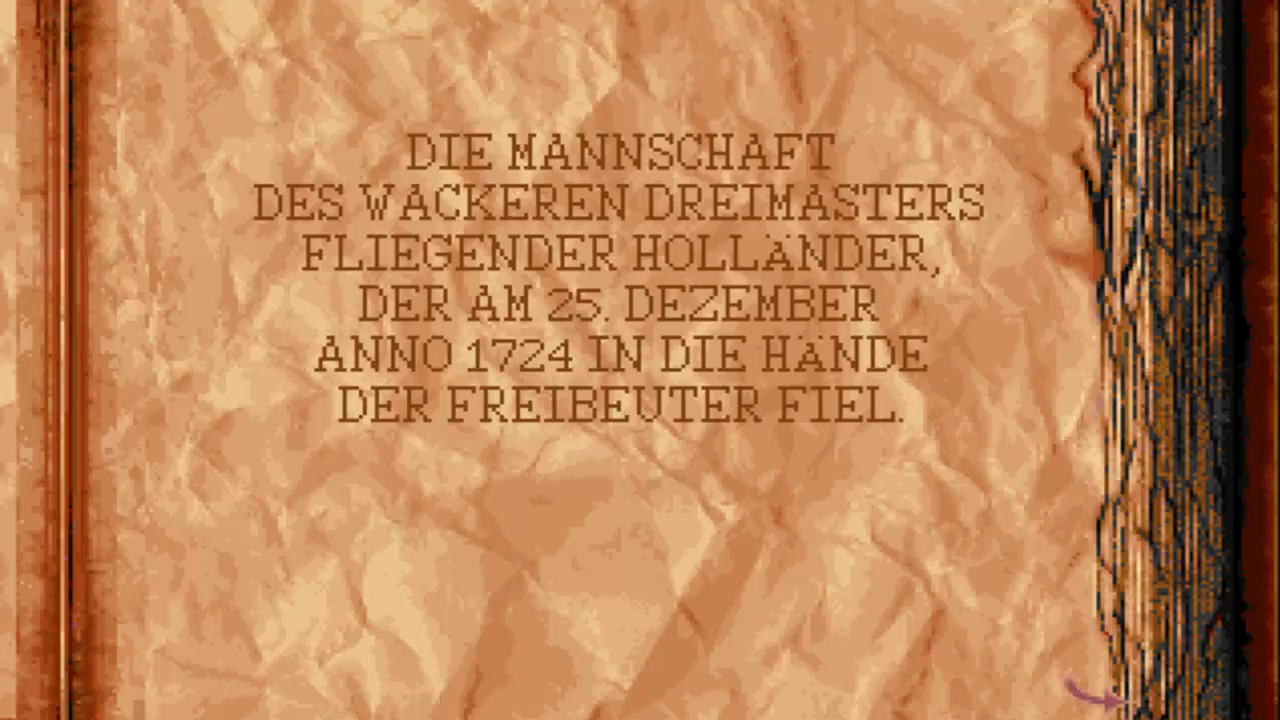 DIE MANNSCHAFT
DES WACKEREN DREIMASTERS
FLIEGENDER HOLLÄNDER,
DER AM 25. DEZEMBER
ANNO 1724 IN DIE HÄNDE
DER FREIBEUTER FIEL.